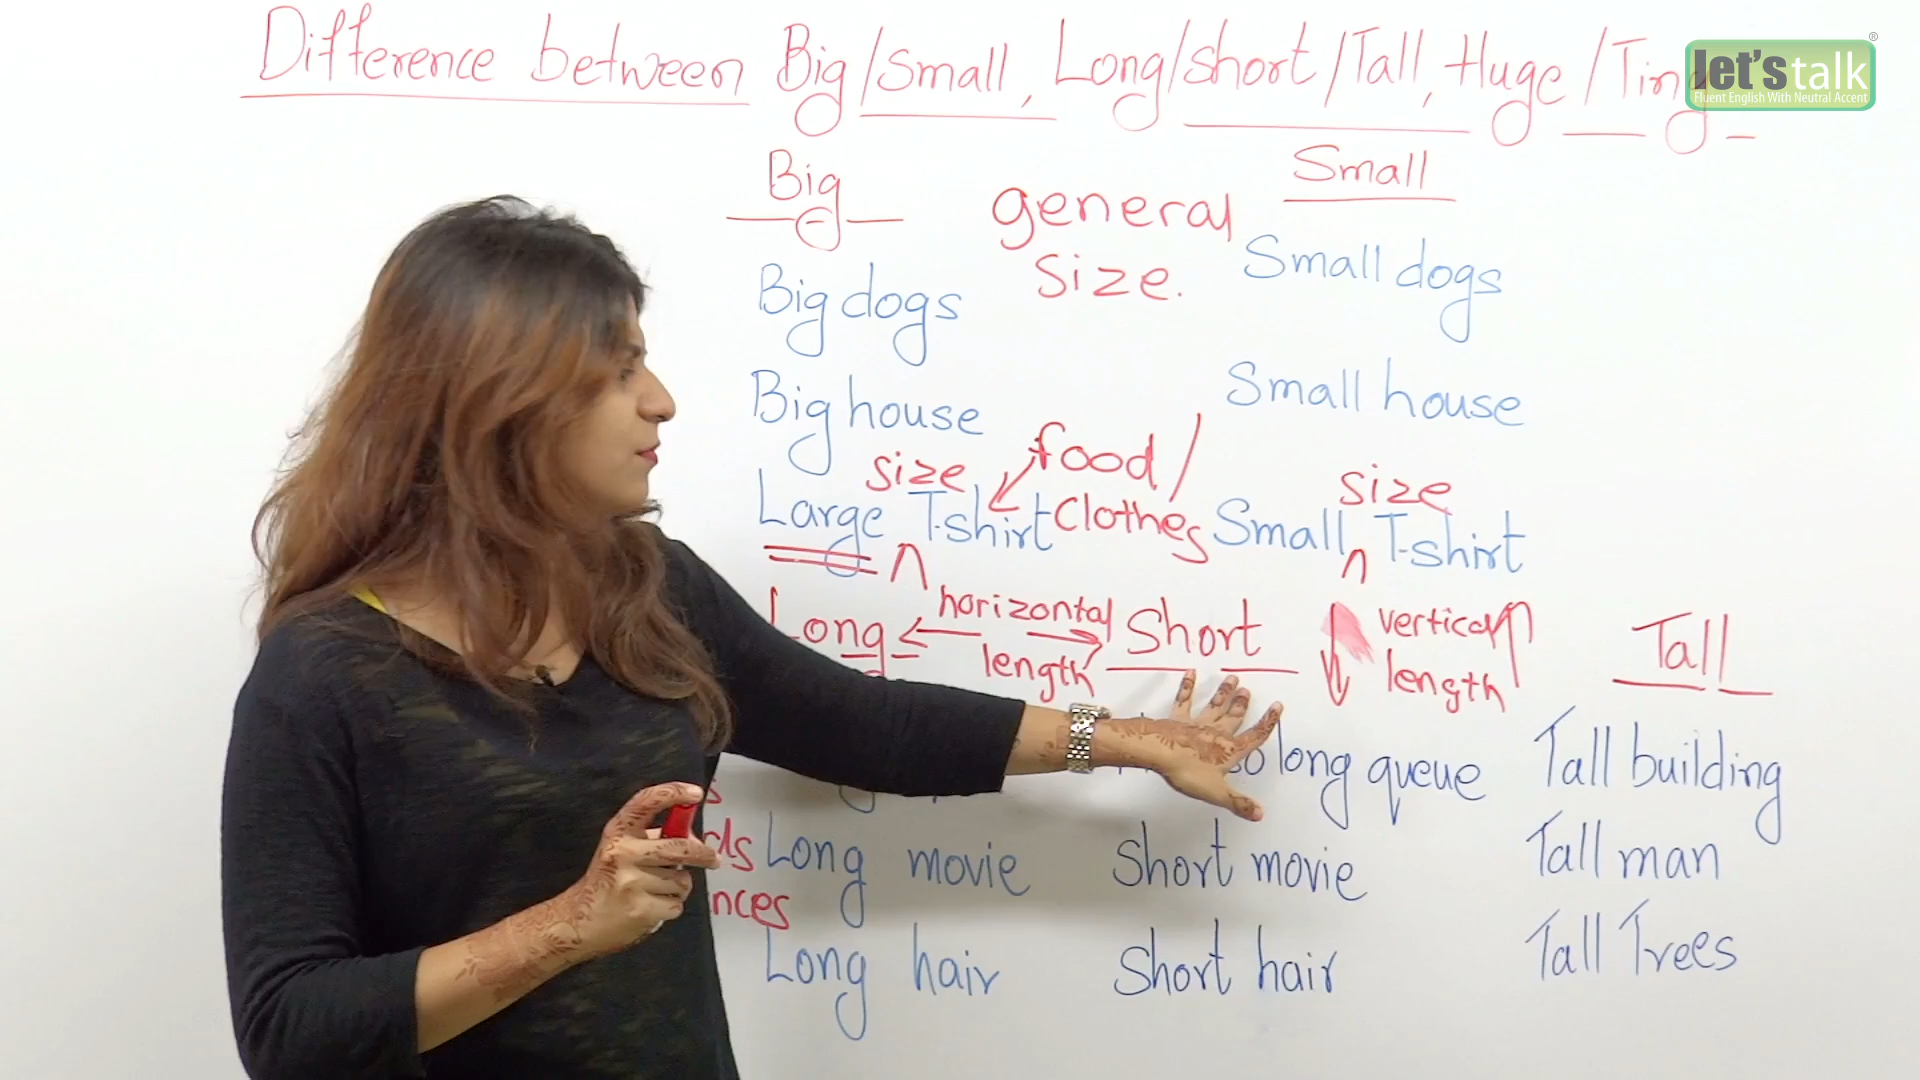 Difference between Big/Small, Long/Short/Tall, Huge/Tiny
let's talk
®
Fluent English With Neutral Accent
Big
general
size.
Small
Big dogs
Small dogs
Big house
Small house
size
food/
size
Large T-shirt
Clothes
Small T-shirt
Long
horizontal
length
Short
vertical
length
Tall
so long queue
Tall building
Long movie
Short movie
Tall man
Long hair
Short hair
Tall Trees